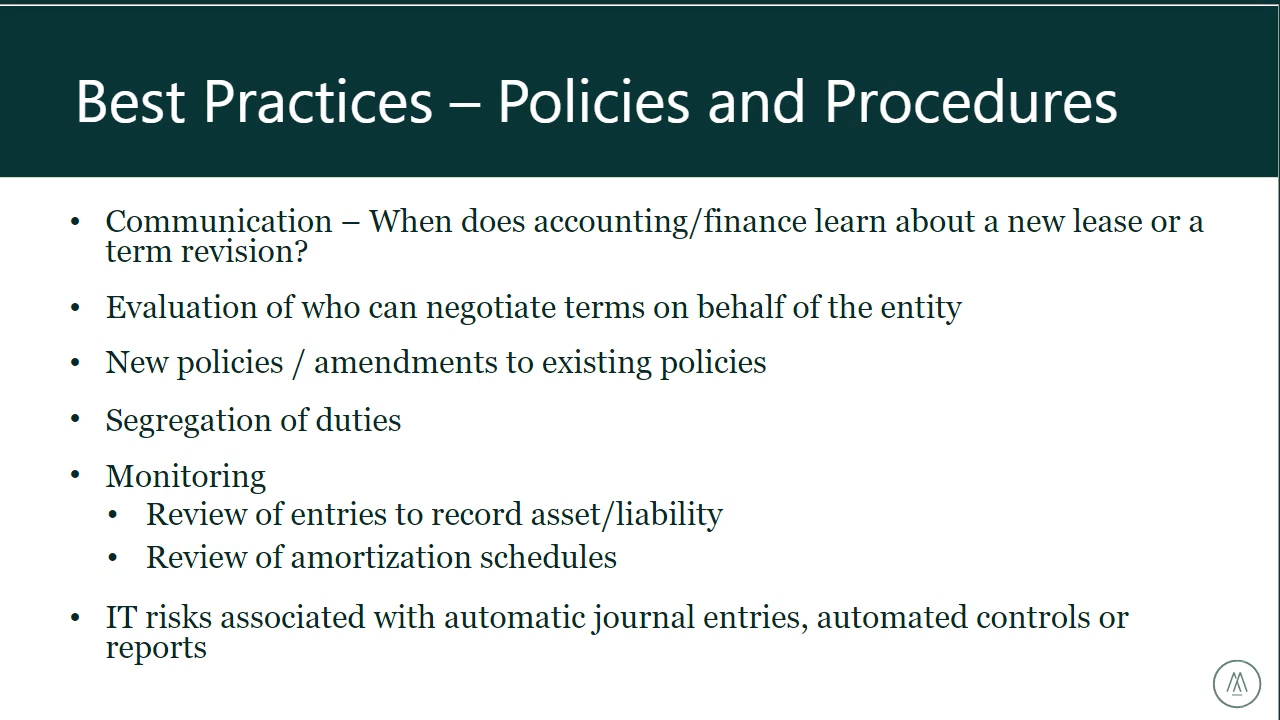 Best Practices – Policies and Procedures
• Communication – When does accounting/finance learn about a new lease or a
term revision?
• Evaluation of who can negotiate terms on behalf of the entity
• New policies / amendments to existing policies
• Segregation of duties
• Monitoring
• Review of entries to record asset/liability
• Review of amortization schedules
• IT risks associated with automatic journal entries, automated controls or
reports